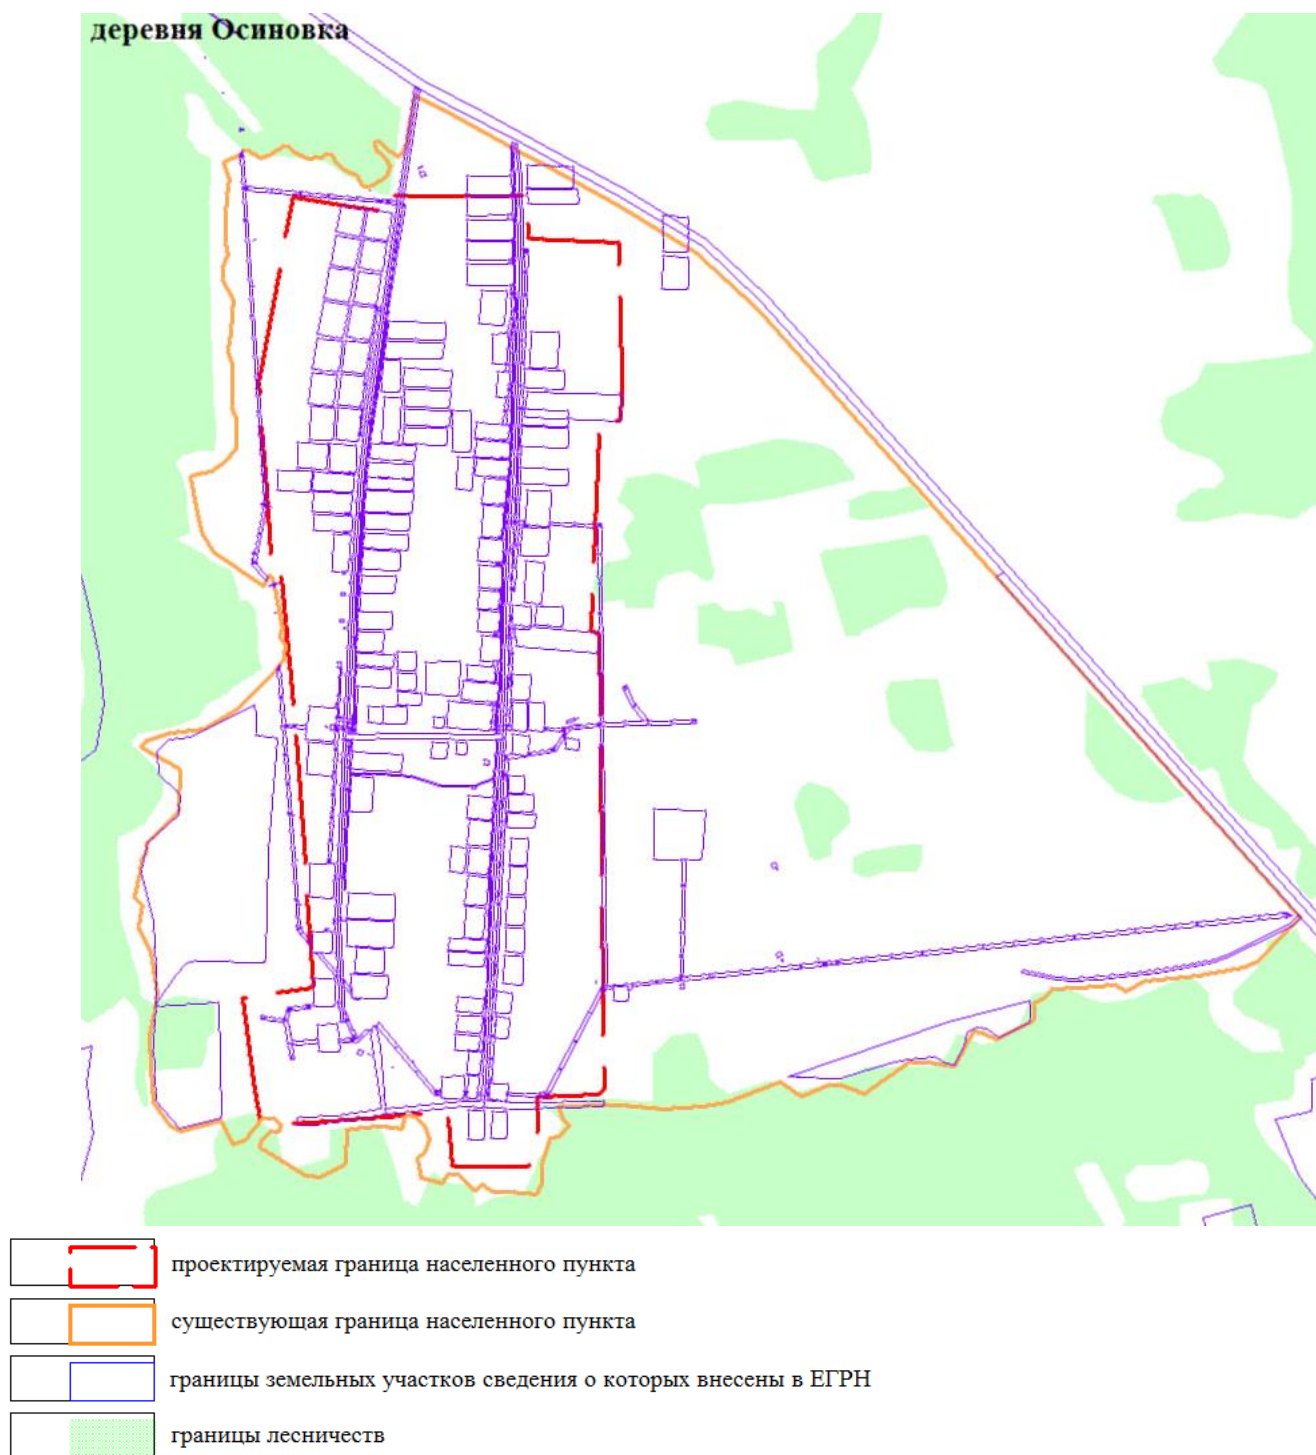 деревня Осиновка
проектируемая граница населенного пункта
существующая граница населенного пункта
границы земельных участков сведения о которых внесены в ЕГРН
границы лесничеств